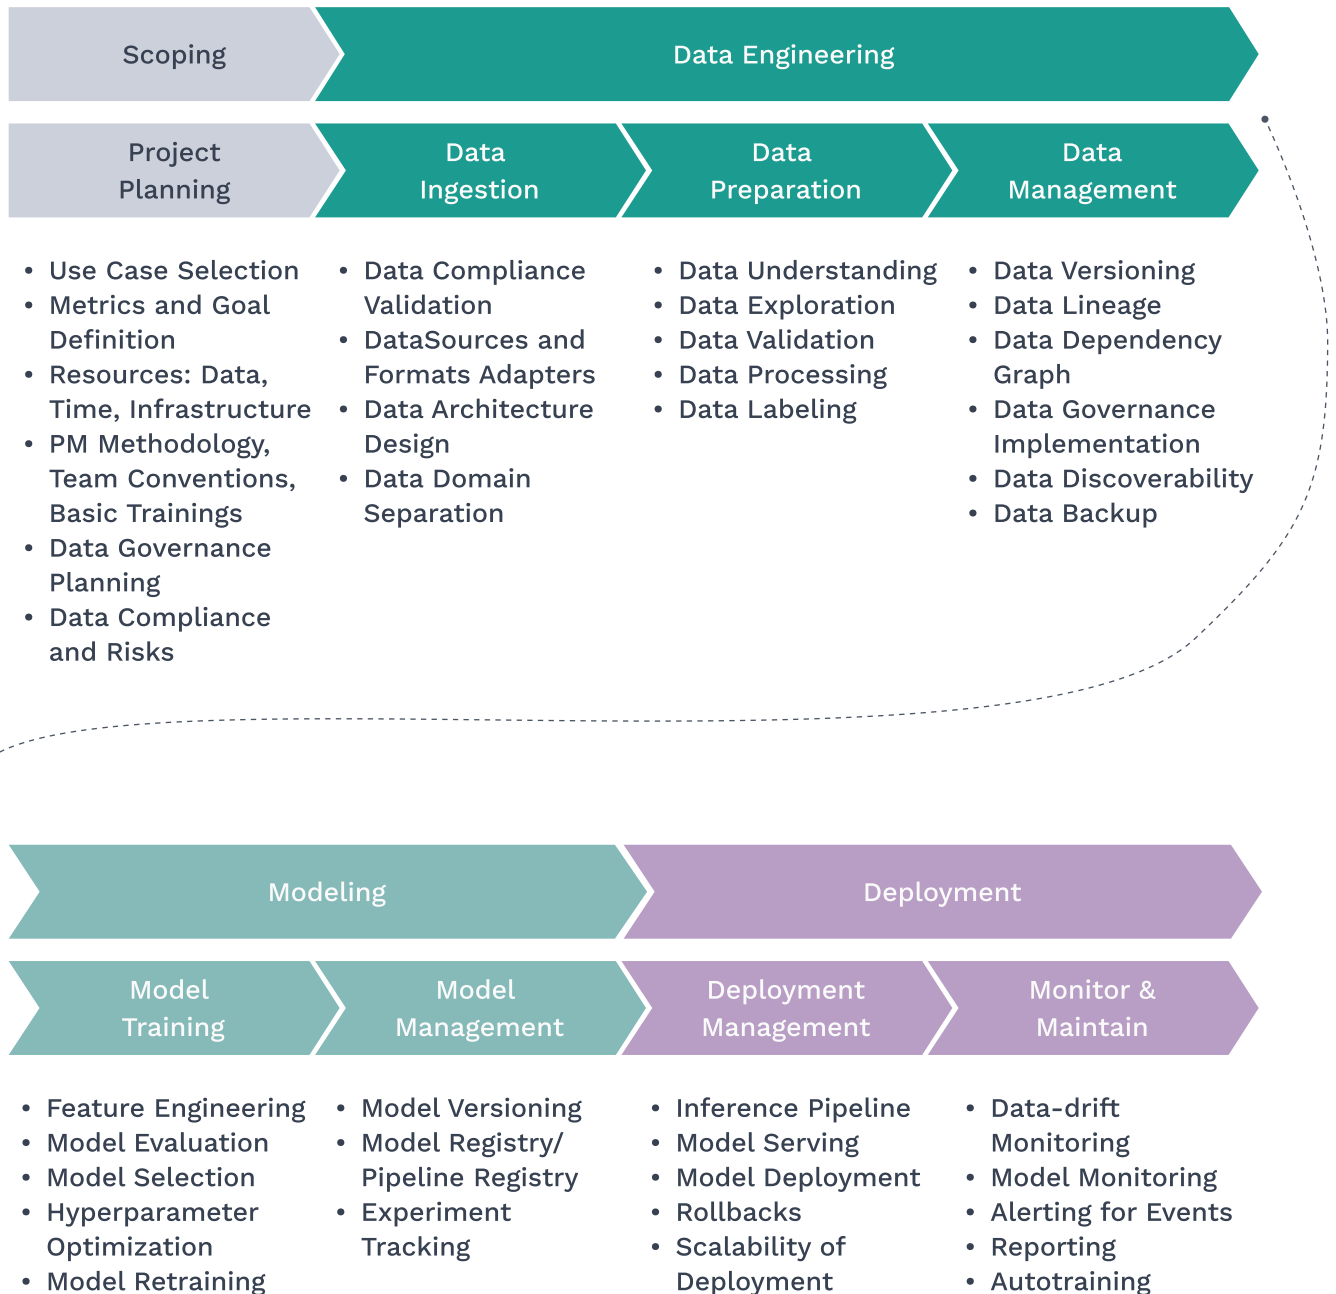 Scoping
Data Engineering
Project
Planning
Data
Ingestion
Data
Preparation
Data
Management
• Use Case Selection
• Metrics and Goal
Definition
• Resources: Data,
Time, Infrastructure
• PM Methodology,
Team Conventions,
Basic Trainings
• Data Governance
Planning
• Data Compliance
and Risks
• Data Compliance
Validation
• DataSources and
Formats Adapters
• Data Architecture
Design
• Data Domain
Separation
• Data Understanding
• Data Exploration
• Data Validation
• Data Processing
• Data Labeling
• Data Versioning
• Data Lineage
• Data Dependency
Graph
• Data Governance
Implementation
• Data Discoverability
• Data Backup
Modeling
Deployment
Model
Training
Model
Management
Deployment
Management
Monitor &
Maintain
• Feature Engineering
• Model Evaluation
• Model Selection
• Hyperparameter
Optimization
• Model Retraining
• Model Versioning
• Model Registry/
Pipeline Registry
• Experiment
Tracking
• Inference Pipeline
• Model Serving
• Model Deployment
• Rollbacks
• Scalability of
Deployment
• Data-drift
Monitoring
• Model Monitoring
• Alerting for Events
• Reporting
• Autotraining